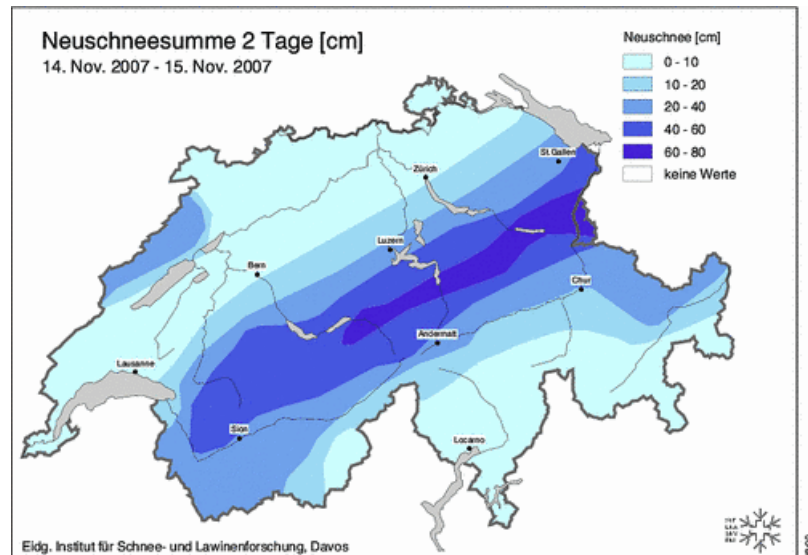 Neuschneesumme 2 Tage [cm]
14. Nov. 2007 - 15. Nov. 2007
Neuschnee [cm]
0 - 10
10 - 20
20 - 40
40 - 60
60 - 80
keine Werte
St.Gallen
Zürich
Luzern
Bern
Chur
Andermatt
Lausanne
Sion
Locarno
Eidg. Institut für Schnee- und Lawinenforschung, Davos